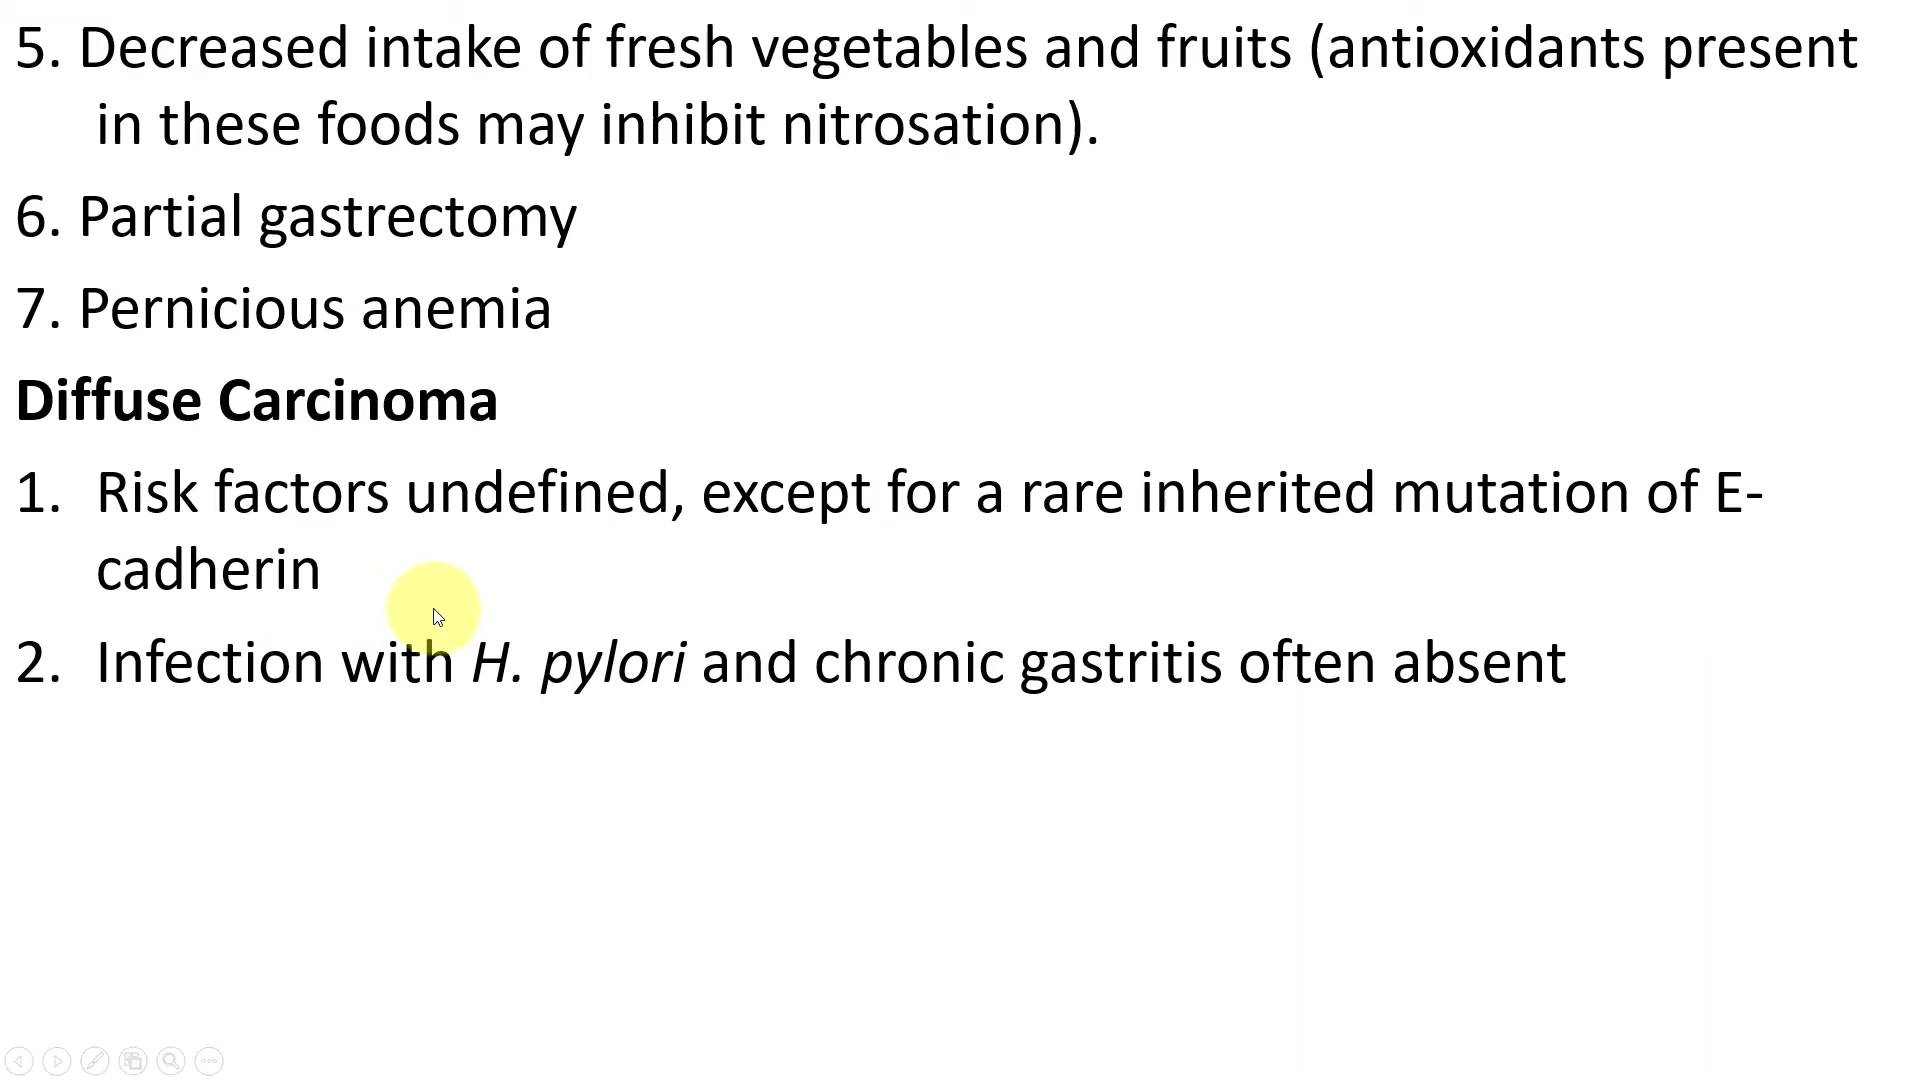 5. Decreased intake of fresh vegetables and fruits (antioxidants present
in these foods may inhibit nitrosation).
6. Partial gastrectomy
7. Pernicious anemia
Diffuse Carcinoma
1. Risk factors undefined, except for a rare inherited mutation of E-
cadherin
2. Infection with H. pylori and chronic gastritis often absent